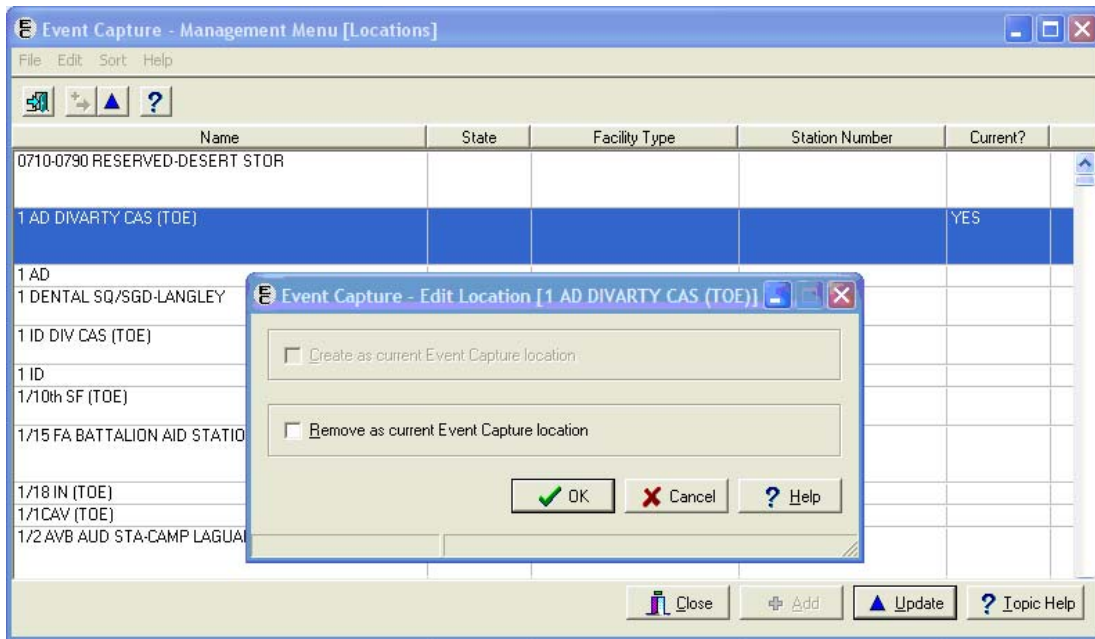 Event Capture - Management Menu [Locations]
File Edit Sort Help
Name State Facility Type Station Number Current?
0710-0790 RESERVED-DESERT STOR
1 AD DIVARTY CAS (TOE) YES
1 AD
1 DENTAL SQ/SGD-LANGLEY
1 ID DIV CAS (TOE)
1 ID
1/10th SF (TOE)
1/15 FA BATTALION AID STATIO
1/18 IN (TOE)
1/1CAV (TOE)
1/2 AVB AUD STA-CAMP LAGUA
Event Capture - Edit Location [1 AD DIVARTY CAS (TOE)]
Create as current Event Capture location
Remove as current Event Capture location
OK Cancel ? Help
Close Add Update ? Topic Help